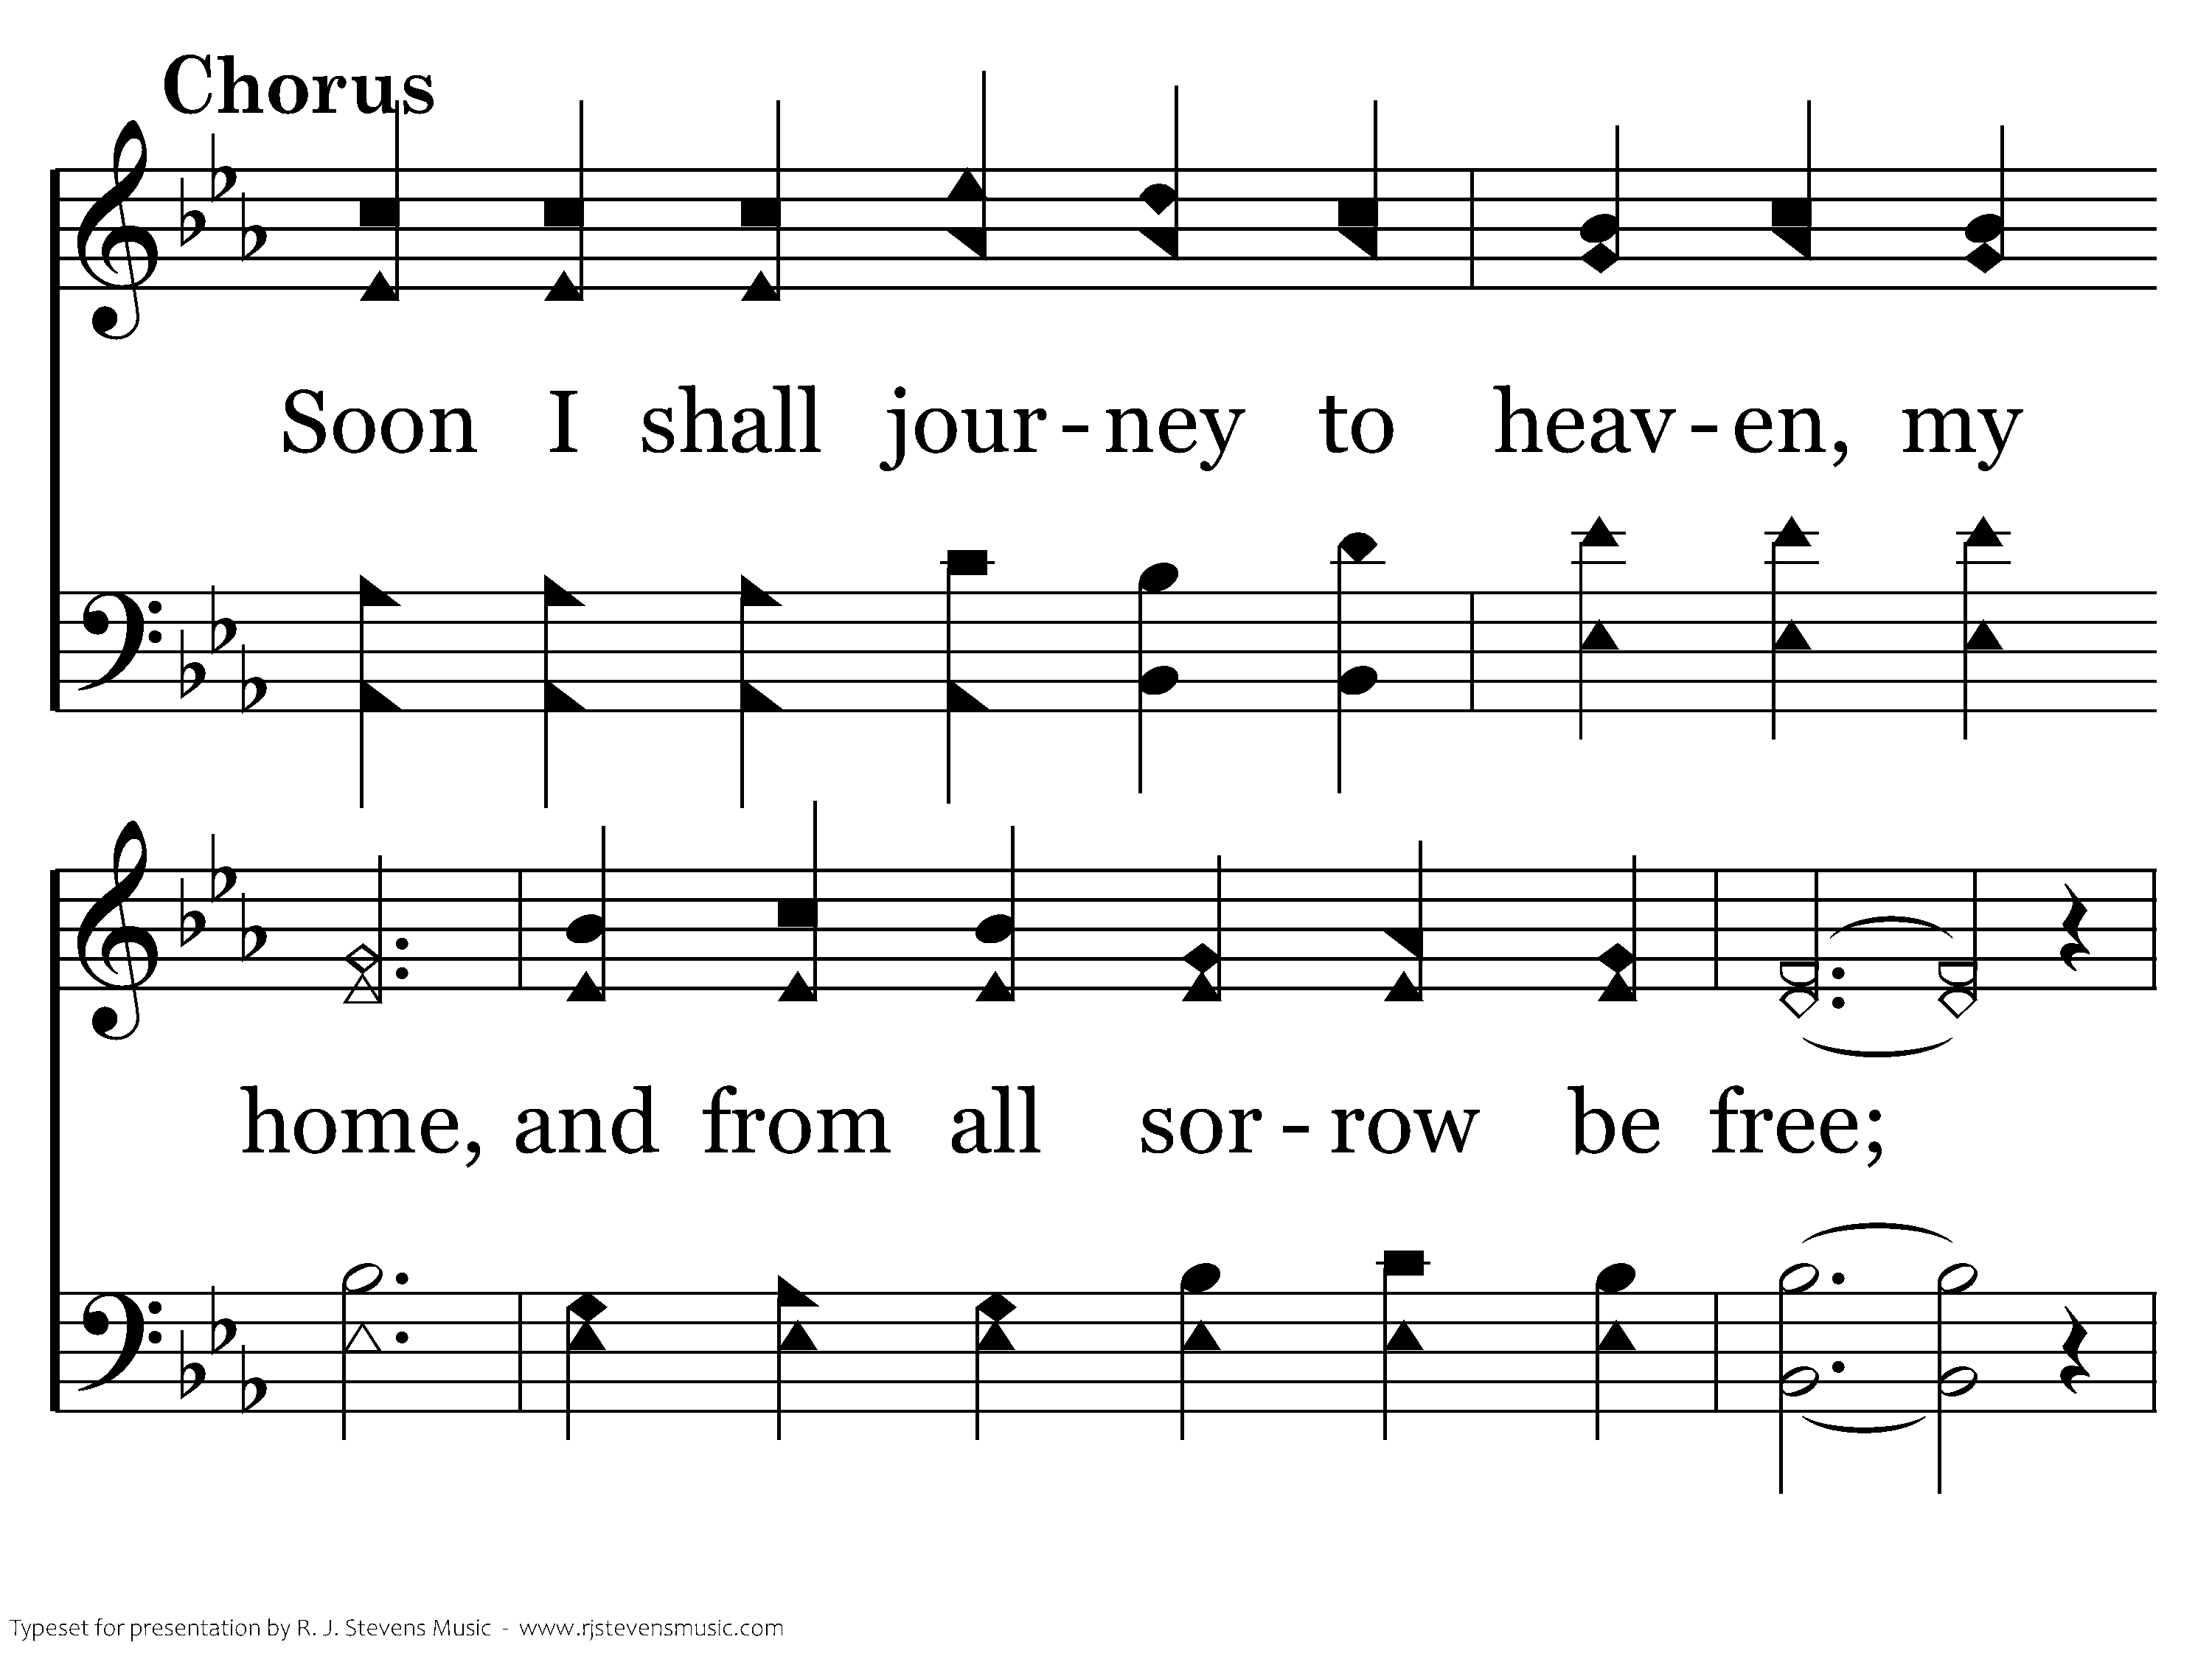 Chorus
Soon I shall jour - ney to heav - en, my
home, and from all sor - row be free;
Typeset for presentation by R. J. Stevens Music - www.rjstevensmusic.com